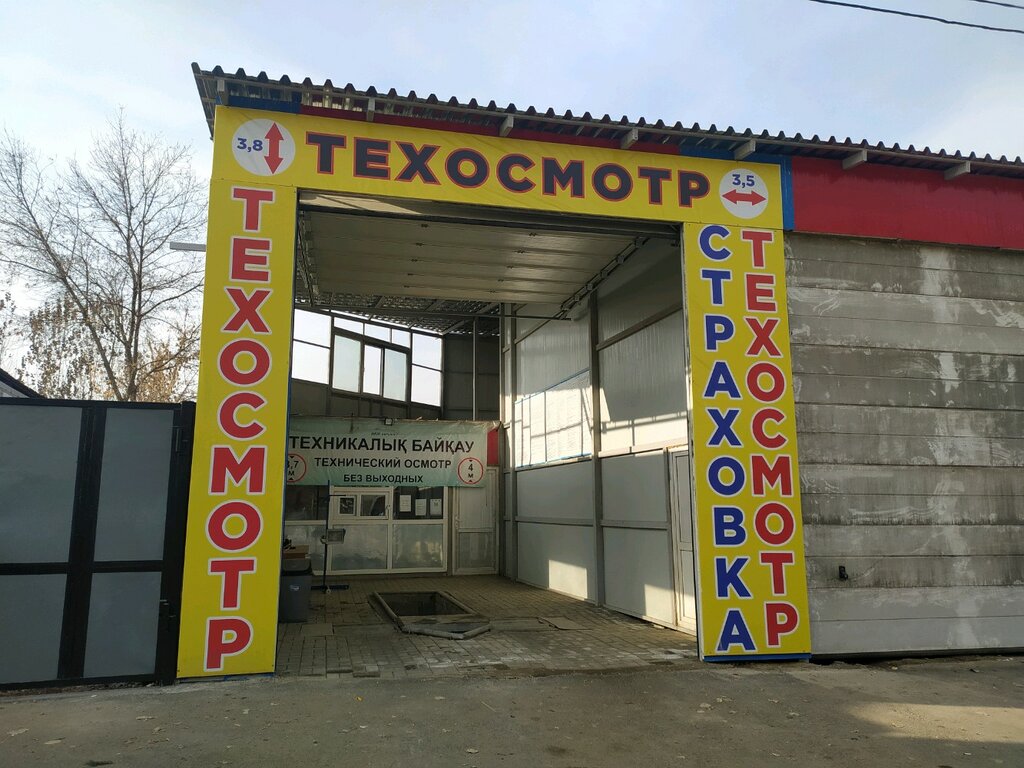 3,8
ТЕХОСМОТР
3,5
ТЕХОСМОТР
ТЕХНИКАЛЫҚ БАЙҚАУ
ТЕХНИЧЕСКИЙ ОСМОТР
БЕЗ ВЫХОДНЫХ
4
М
СТРАХОВКА
ТЕХОСМОТР